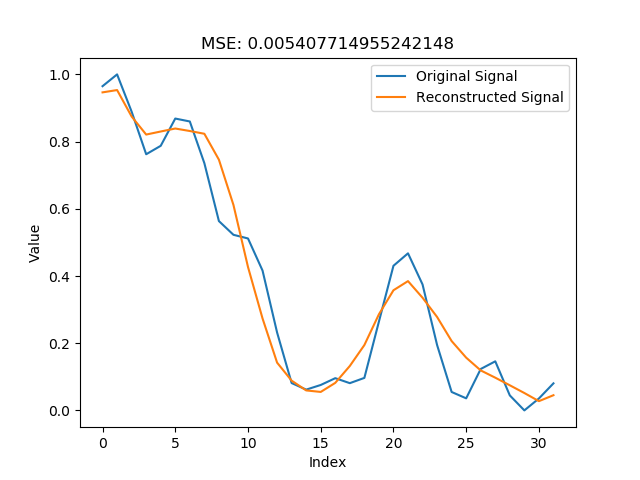 MSE: 0.005407714955242148
Original Signal
Reconstructed Signal
1.0
0.8
0.6
0.4
0.2
0.0
Value
0 5 10 15 20 25 30
Index